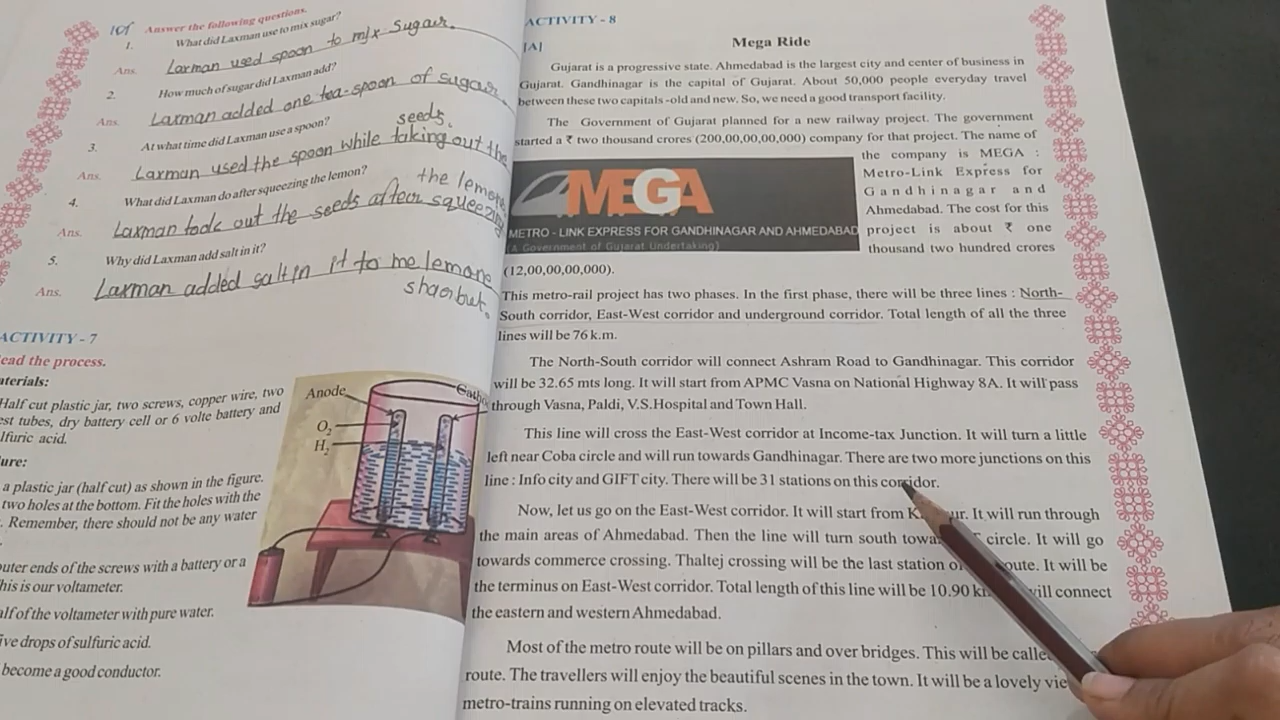 Answer the following questions.
1. What did Laxman use to mix sugar?
Ans. Laxman used spoon to mix sugar.
2. How much of sugar did Laxman add?
Ans. Laxman added one tea-spoon of sugar.
3. At what time did Laxman use a spoon?
seeds.
Ans. Laxman used the spoon while taking out the
4. What did Laxman do after squeezing the lemon?
the lemon
Ans. Laxman took out the seeds after squeezing
5. Why did Laxman add salt in it?
Ans. Laxman added salt in it to me lemone
sharbut.
ACTIVITY - 7
ead the process.
aterials:
Half cut plastic jar, two screws, copper wire, two
est tubes, dry battery cell or 6 volte battery and
lfuric acid.
ure:
a plastic jar (half cut) as shown in the figure.
two holes at the bottom. Fit the holes with the
. Remember, there should not be any water
outer ends of the screws with a battery or a
his is our voltameter.
alf of the voltameter with pure water.
ive drops of sulfuric acid.
become a good conductor.
Anode
Catho
O2
H2
ACTIVITY - 8
[A]
Mega Ride
Gujarat is a progressive state. Ahmedabad is the largest city and center of business in
Gujarat. Gandhinagar is the capital of Gujarat. About 50,000 people everyday travel
between these two capitals -old and new. So, we need a good transport facility.
The Government of Gujarat planned for a new railway project. The government
started a ₹ two thousand crores (200,00,00,00,000) company for that project. The name of
the company is MEGA :
Metro-Link Express for
Gandhinagar and
Ahmedabad. The cost for this
project is about ₹ one
thousand two hundred crores
MEGA
METRO - LINK EXPRESS FOR GANDHINAGAR AND AHMEDABAD
(A Government of Gujarat Undertaking)
(12,00,00,00,000).
This metro-rail project has two phases. In the first phase, there will be three lines : North-
South corridor, East-West corridor and underground corridor. Total length of all the three
lines will be 76 k.m.
The North-South corridor will connect Ashram Road to Gandhinagar. This corridor
will be 32.65 mts long. It will start from APMC Vasna on National Highway 8A. It will pass
through Vasna, Paldi, V.S.Hospital and Town Hall.
This line will cross the East-West corridor at Income-tax Junction. It will turn a little
left near Coba circle and will run towards Gandhinagar. There are two more junctions on this
line : Info city and GIFT city. There will be 31 stations on this corridor.
Now, let us go on the East-West corridor. It will start from K ur. It will run through
the main areas of Ahmedabad. Then the line will turn south towa circle. It will go
towards commerce crossing. Thaltej crossing will be the last station o oute. It will be
the terminus on East-West corridor. Total length of this line will be 10.90 k will connect
the eastern and western Ahmedabad.
Most of the metro route will be on pillars and over bridges. This will be calle
route. The travellers will enjoy the beautiful scenes in the town. It will be a lovely vie
metro-trains running on elevated tracks.